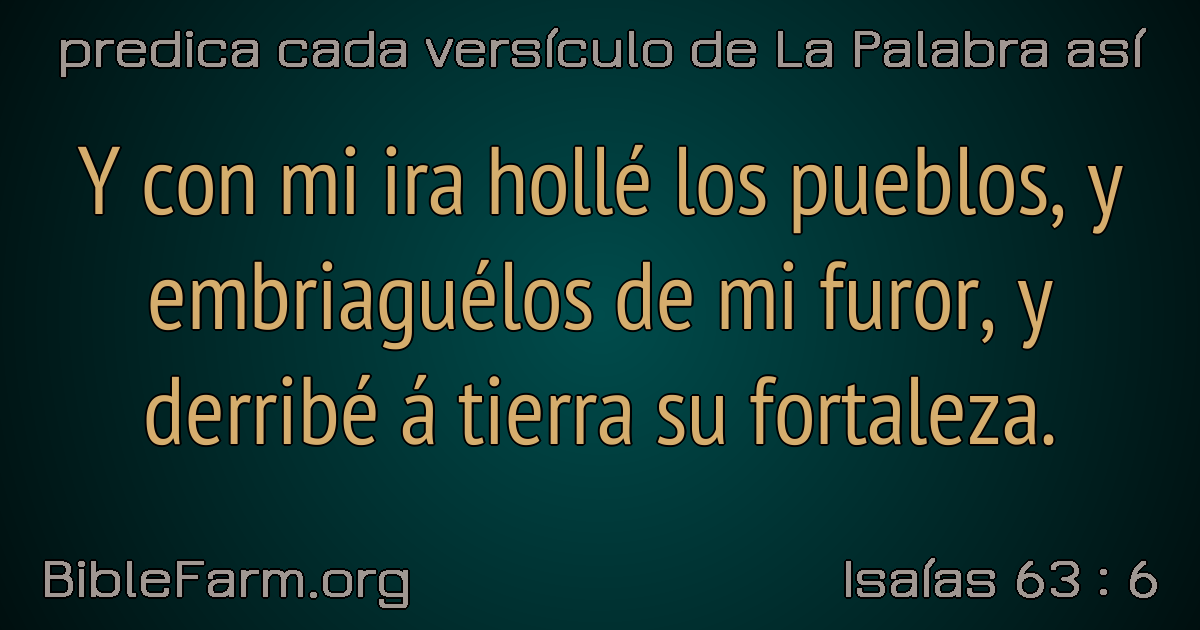 predica cada versículo de La Palabra así
Y con mi ira hollé los pueblos, y
embriaguélos de mi furor, y
derribé á tierra su fortaleza.
BibleFarm.org
Isaías 63 : 6